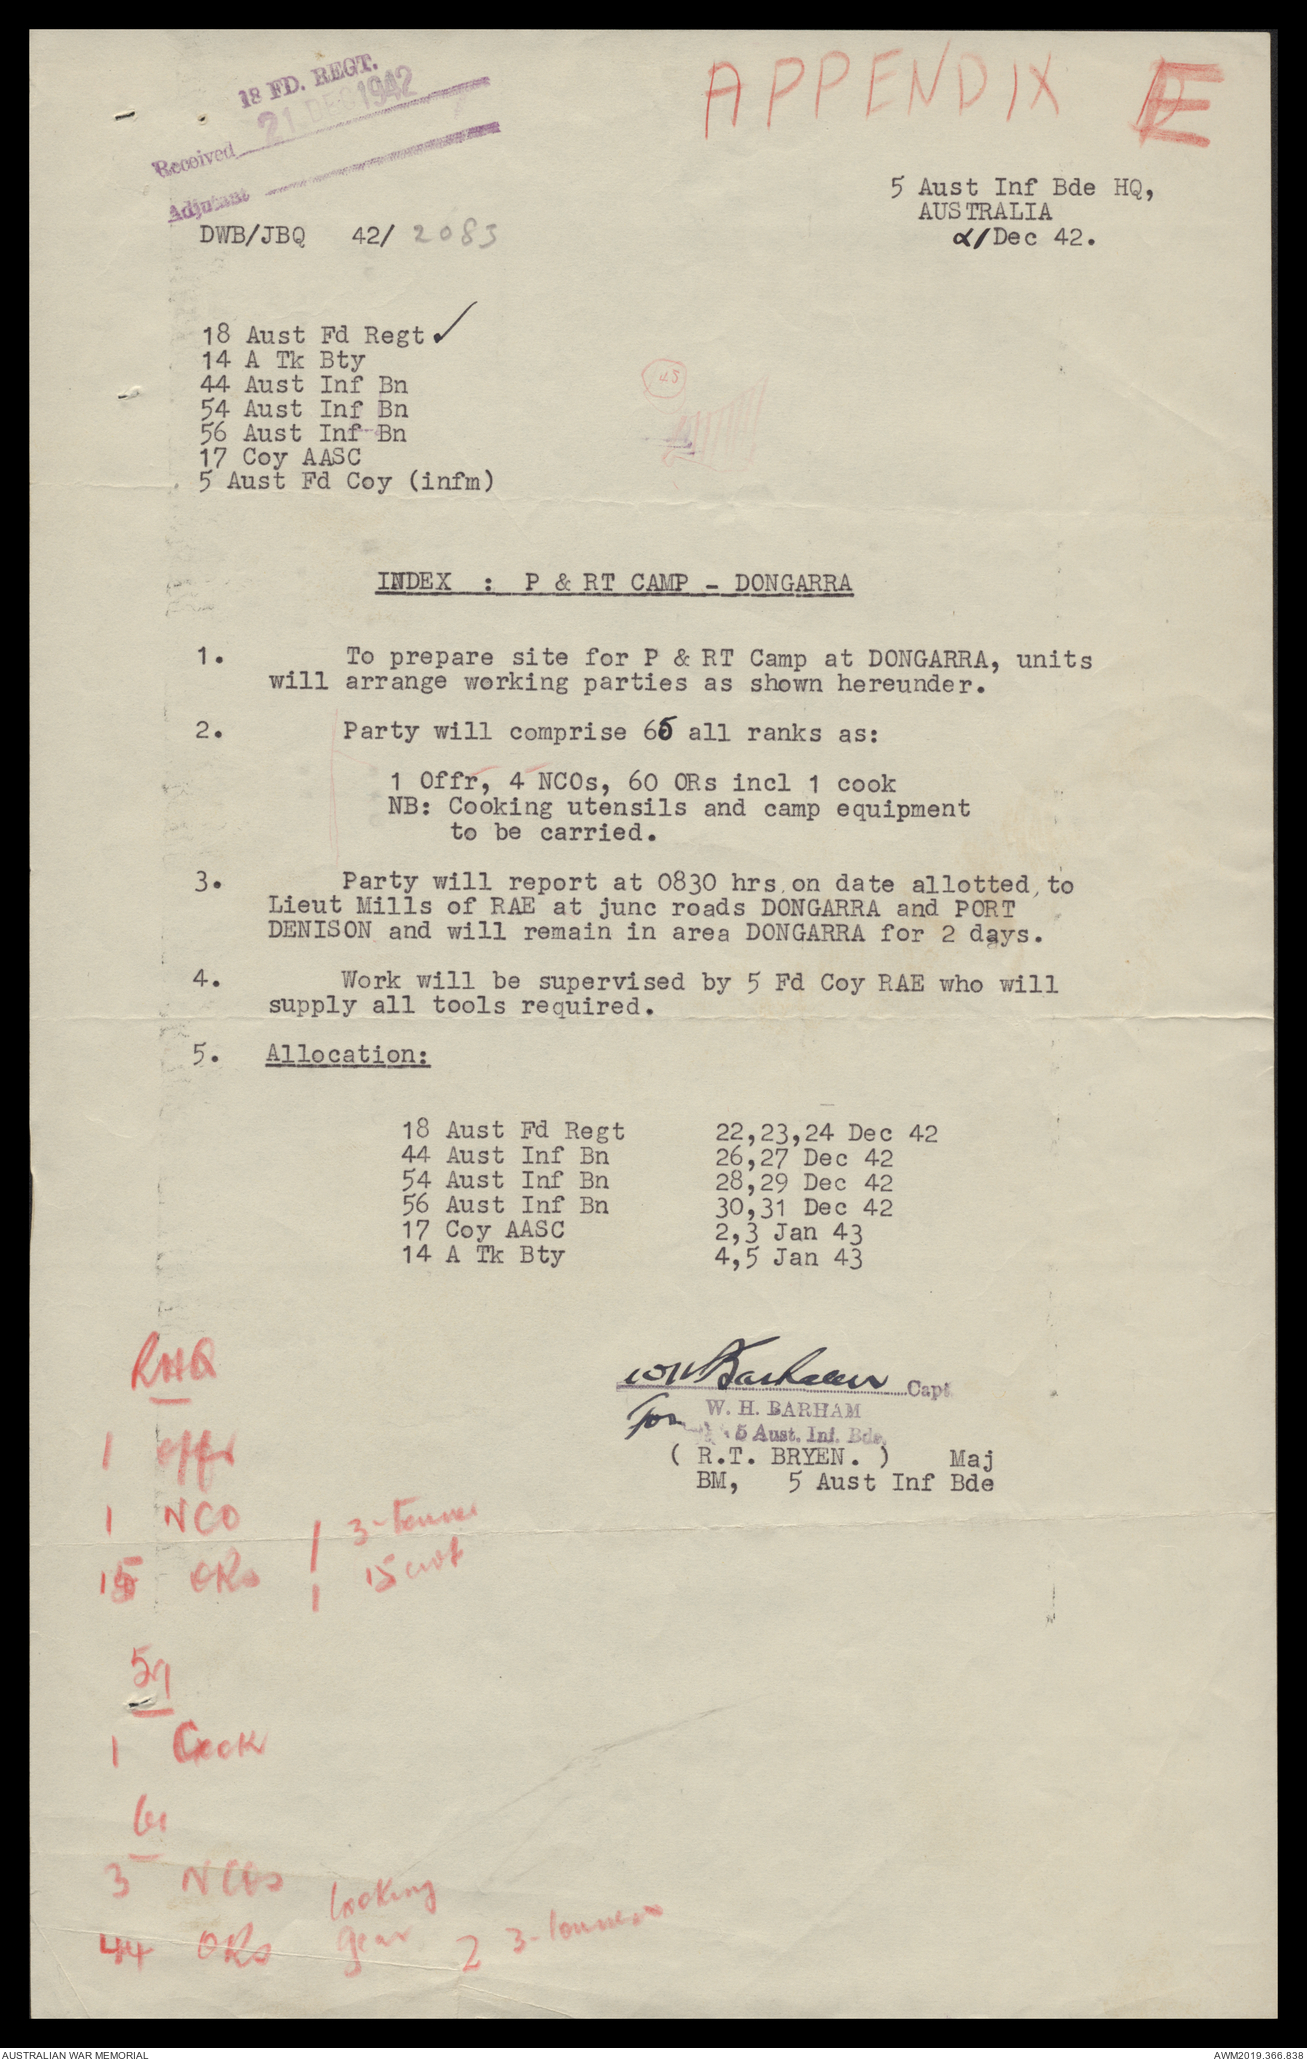 18 FD. REGT.
21 DEC 1942
Received
Adjutant
APPENDIX E
5 Aust Inf Bde HQ,
AUSTRALIA
21 Dec 42.
DWB/JBQ 42/ 2083
18 Aust Fd Regt ✓
14 A Tk Bty
44 Aust Inf Bn
54 Aust Inf Bn
56 Aust Inf Bn
17 Coy AASC
5 Aust Fd Coy (infm)
45
INDEX : P & RT CAMP - DONGARRA
1. To prepare site for P & RT Camp at DONGARRA, units
will arrange working parties as shown hereunder.
2. Party will comprise 65 all ranks as:
1 Offr, 4 NCOs, 60 ORs incl 1 cook
NB: Cooking utensils and camp equipment
to be carried.
3. Party will report at 0830 hrs, on date allotted, to
Lieut Mills of RAE at junc roads DONGARRA and PORT
DENISON and will remain in area DONGARRA for 2 days.
4. Work will be supervised by 5 Fd Coy RAE who will
supply all tools required.
5. Allocation:
18 Aust Fd Regt 22,23,24 Dec 42
44 Aust Inf Bn 26,27 Dec 42
54 Aust Inf Bn 28,29 Dec 42
56 Aust Inf Bn 30,31 Dec 42
17 Coy AASC 2,3 Jan 43
14 A Tk Bty 4,5 Jan 43
WH Barham Capt
for W. H. BARHAM
5 Aust. Inf. Bde.
( R.T. BRYEN. ) Maj
BM, 5 Aust Inf Bde
RHQ
1 offr
1 NCO
15 ORs
1 3-tonner
1 15 cwt
59
1 Cook
61
3 NCOs
44 ORs
Cooking
gear
2 3-tonners
AUSTRALIAN WAR MEMORIAL
AWM2019.366.838